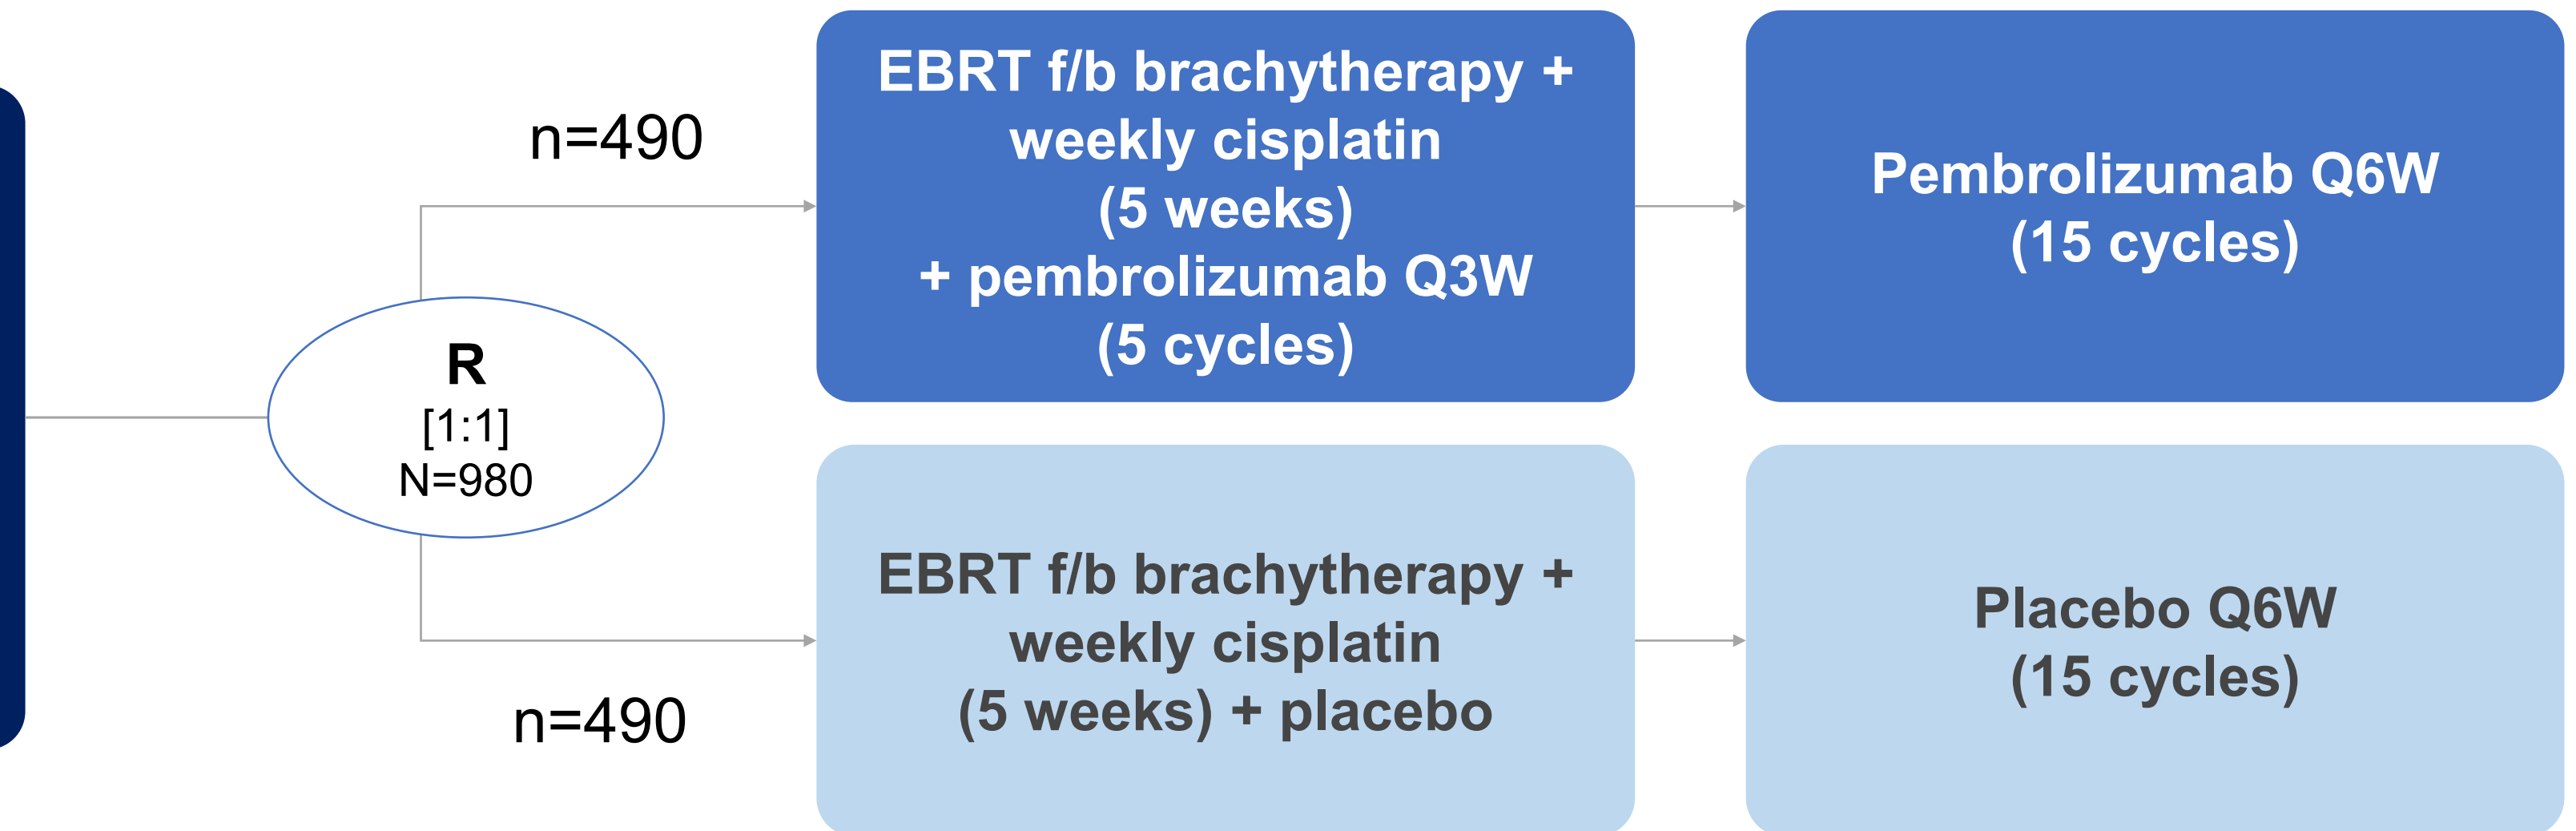 n=490
EBRT f/b brachytherapy +
weekly cisplatin
(5 weeks)
+ pembrolizumab Q3W
(5 cycles)
Pembrolizumab Q6W
(15 cycles)
R
[1:1]
N=980
n=490
EBRT f/b brachytherapy +
weekly cisplatin
(5 weeks) + placebo
Placebo Q6W
(15 cycles)